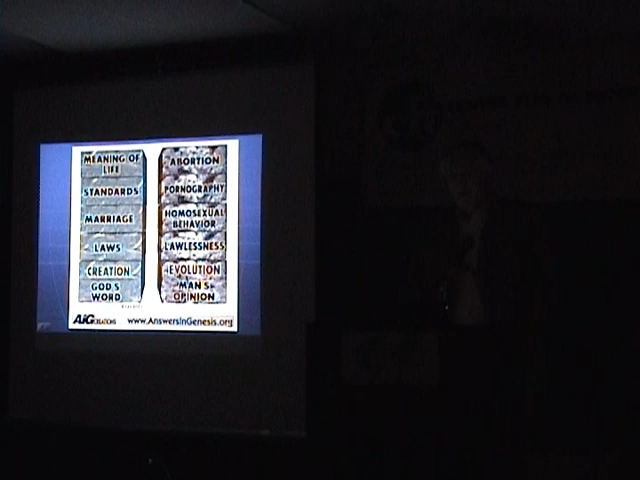 MEANING OF
LIFE
STANDARDS
MARRIAGE
LAWS
CREATION
GOD'S
WORD
ABORTION
PORNOGRAPHY
HOMOSEXUAL
BEHAVIOR
LAWLESSNESS
EVOLUTION
MAN'S
OPINION
AiG www.AnswersInGenesis.org